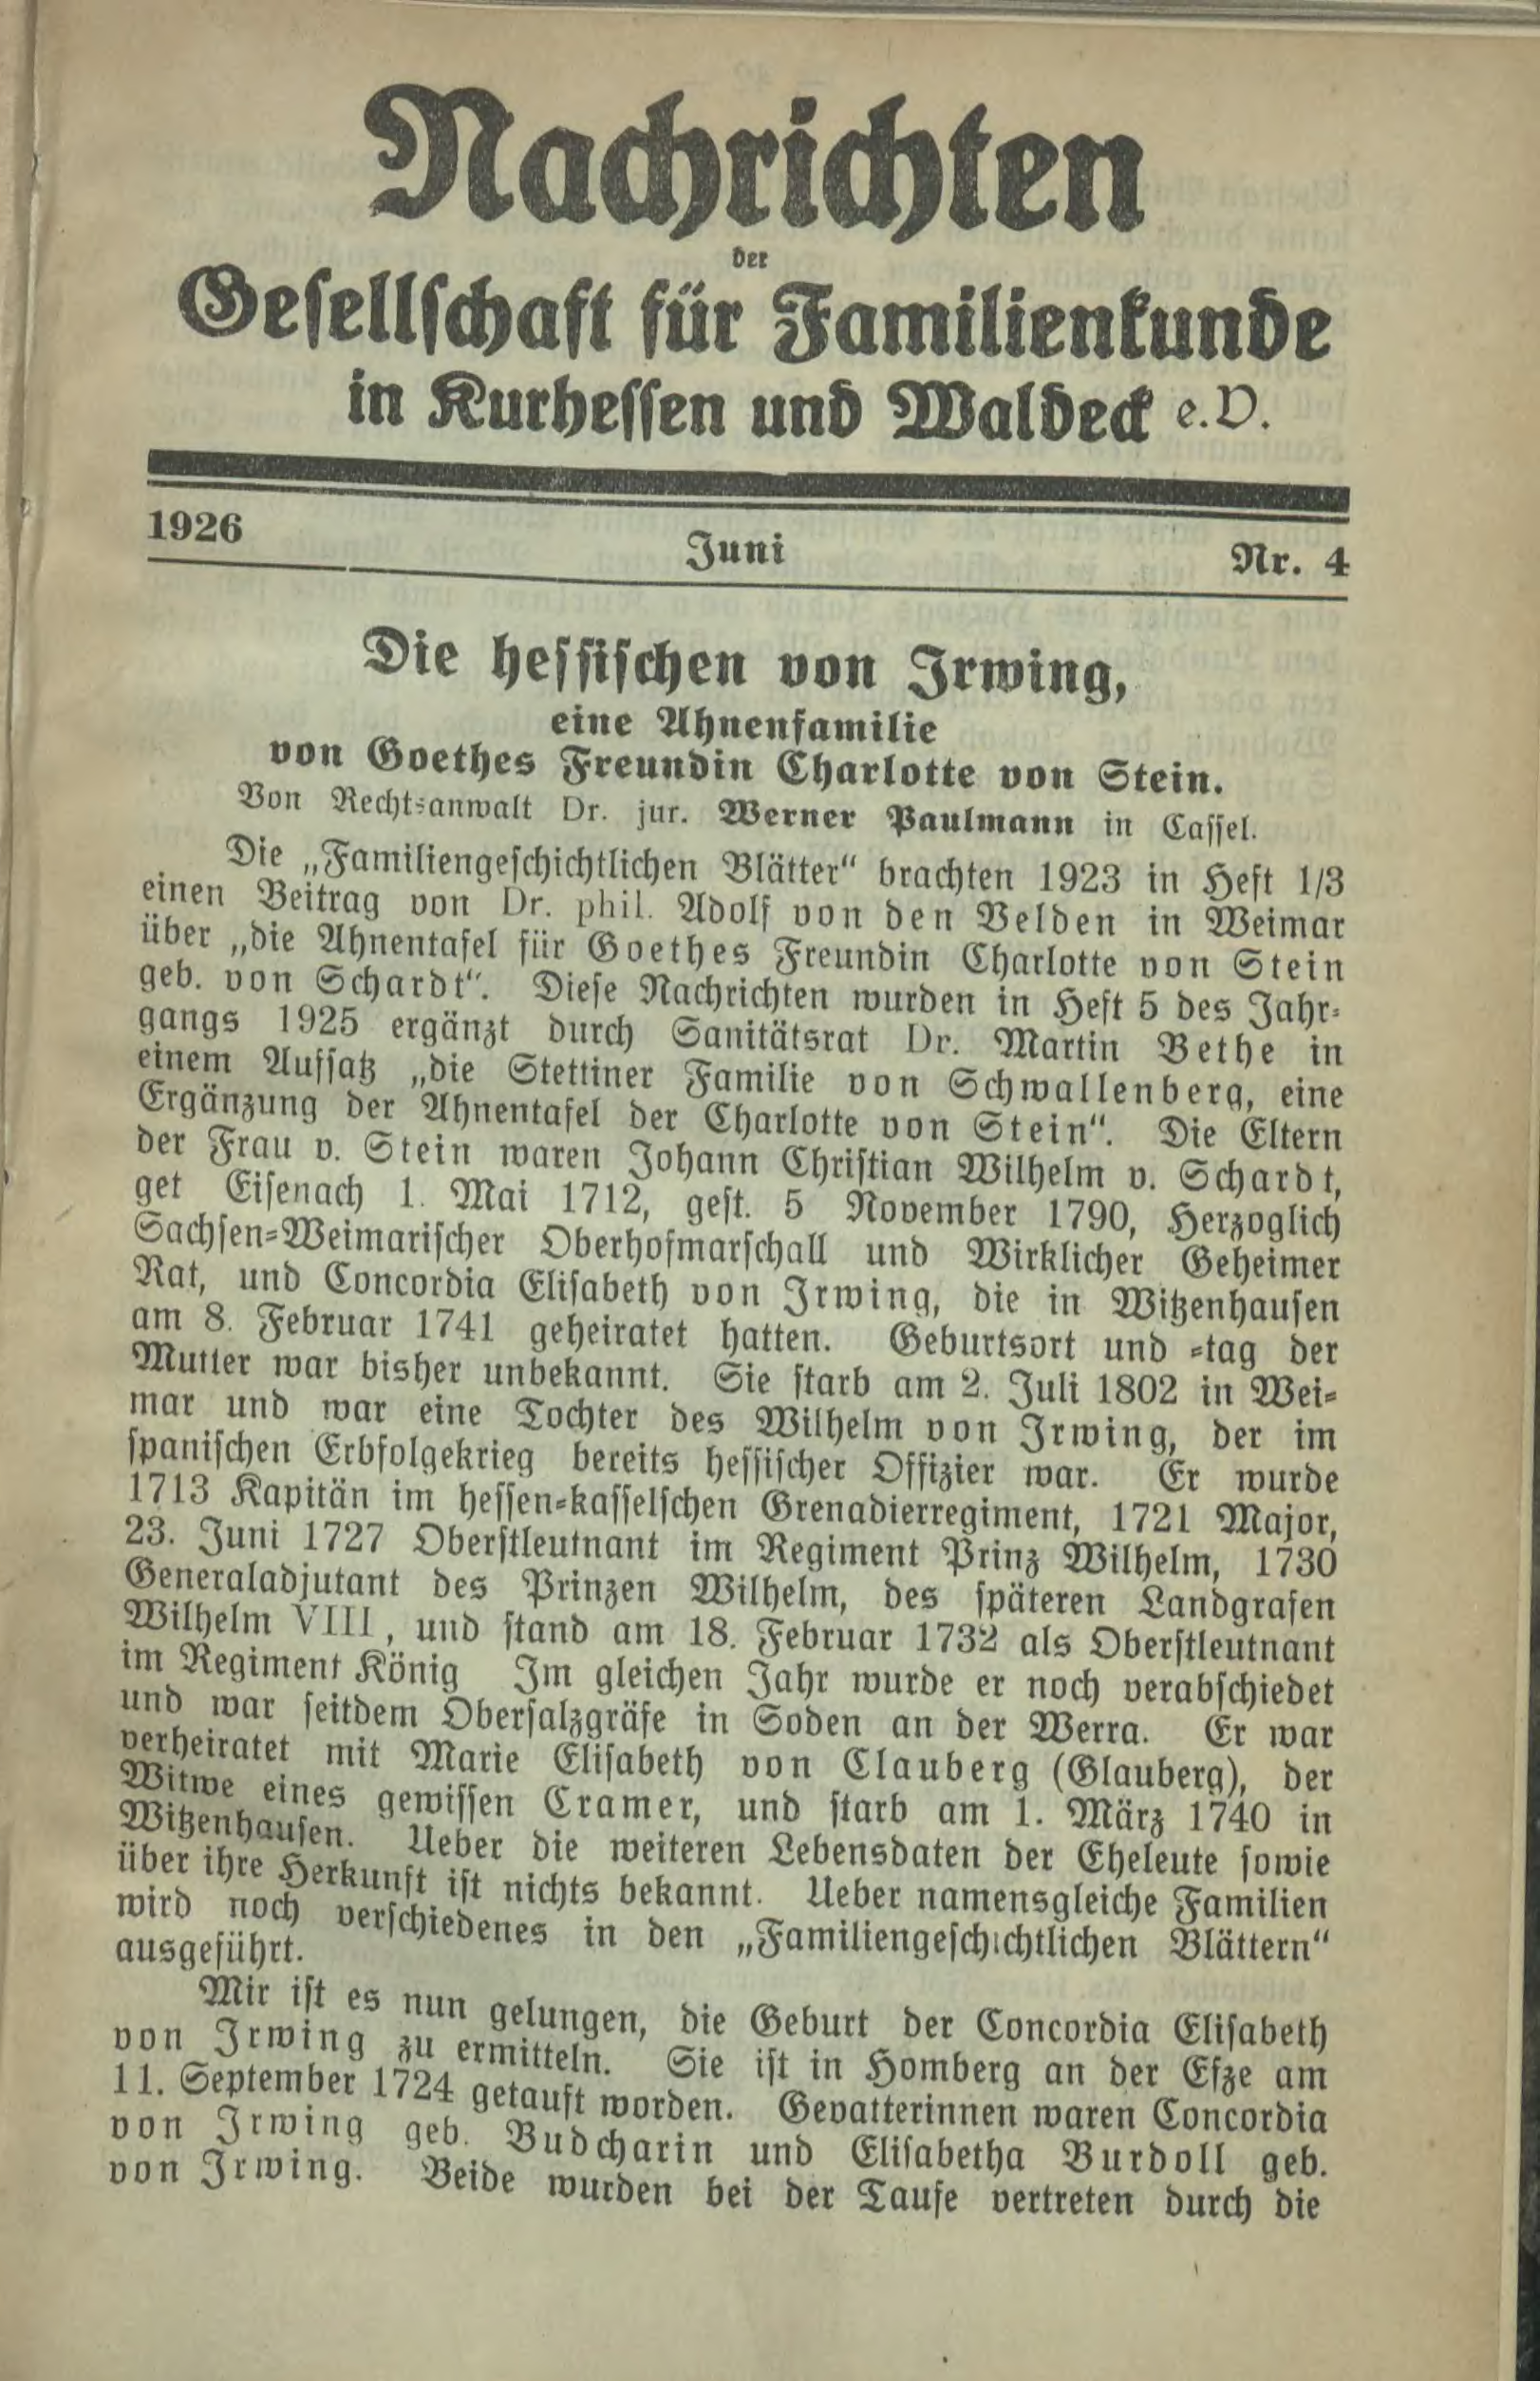 Nachrichten
der
Gesellschaft für Familienkunde
in Kurhessen und Waldeck e.V.
1926 Juni Nr. 4
Die hessischen von Irwing,
eine Ahnenfamilie
von Goethes Freundin Charlotte von Stein.
Von Rechtsanwalt Dr. jur. Werner Paulmann in Cassel.
Die „Familiengeschichtlichen Blätter“ brachten 1923 in Heft 1/3
einen Beitrag von Dr. phil. Adolf von den Velden in Weimar
über „die Ahnentafel für Goethes Freundin Charlotte von Stein
geb. von Schardt“. Diese Nachrichten wurden in Heft 5 des Jahr-
gangs 1925 ergänzt durch Sanitätsrat Dr. Martin Bethe in
einem Aufsatz „die Stettiner Familie von Schwallenberg, eine
Ergänzung der Ahnentafel der Charlotte von Stein“. Die Eltern
der Frau v. Stein waren Johann Christian Wilhelm v. Schardt,
get Eisenach 1. Mai 1712, gest. 5 November 1790, Herzoglich
Sachsen-Weimarischer Oberhofmarschall und Wirklicher Geheimer
Rat, und Concordia Elisabeth von Irwing, die in Witzenhausen
am 8. Februar 1741 geheiratet hatten. Geburtsort und -tag der
Mutter war bisher unbekannt. Sie starb am 2. Juli 1802 in Wei-
mar und war eine Tochter des Wilhelm von Irwing, der im
spanischen Erbfolgekrieg bereits hessischer Offizier war. Er wurde
1713 Kapitän im hessen-kasselschen Grenadierregiment, 1721 Major,
23. Juni 1727 Oberstleutnant im Regiment Prinz Wilhelm, 1730
Generaladjutant des Prinzen Wilhelm, des späteren Landgrafen
Wilhelm VIII, und stand am 18. Februar 1732 als Oberstleutnant
im Regiment König Im gleichen Jahr wurde er noch verabschiedet
und war seitdem Obersalzgräfe in Soden an der Werra. Er war
verheiratet mit Marie Elisabeth von Clauberg (Glauberg), der
Witwe eines gewissen Cramer, und starb am 1. März 1740 in
Witzenhausen. Ueber die weiteren Lebensdaten der Eheleute sowie
über ihre Herkunft ist nichts bekannt. Ueber namensgleiche Familien
wird noch verschiedenes in den „Familiengeschichtlichen Blättern“
ausgeführt.
Mir ist es nun gelungen, die Geburt der Concordia Elisabeth
von Irwing zu ermitteln. Sie ist in Homberg an der Efze am
11. September 1724 getauft worden. Gevatterinnen waren Concordia
von Irwing geb. Budcharin und Elisabetha Burdoll geb.
von Irwing. Beide wurden bei der Taufe vertreten durch die